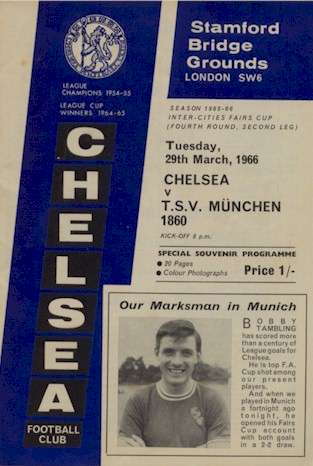 LEAGUE
CHAMPIONS 1954-55
LEAGUE CUP
WINNERS 1964-65
CHELSEA
FOOTBALL
CLUB
Stamford
Bridge
Grounds
LONDON SW6
SEASON 1965-66
INTER-CITIES FAIRS CUP
(FOURTH ROUND, SECOND LEG)
Tuesday,
29th March, 1966
CHELSEA
v
T.S.V. MÜNCHEN
1860
KICK-OFF 8 p.m.
SPECIAL SOUVENIR PROGRAMME
● 20 Pages
● Colour Photographs
Price 1/-
Our Marksman in Munich
BOBBY
TAMBLING
has scored more
than a century of
League goals for
Chelsea.
He is top F.A.
Cup shot among
our present
players.
And when we
played in Munich
a fortnight ago
tonight, he
opened his Fairs
Cup account
with both goals
in a 2-2 draw.